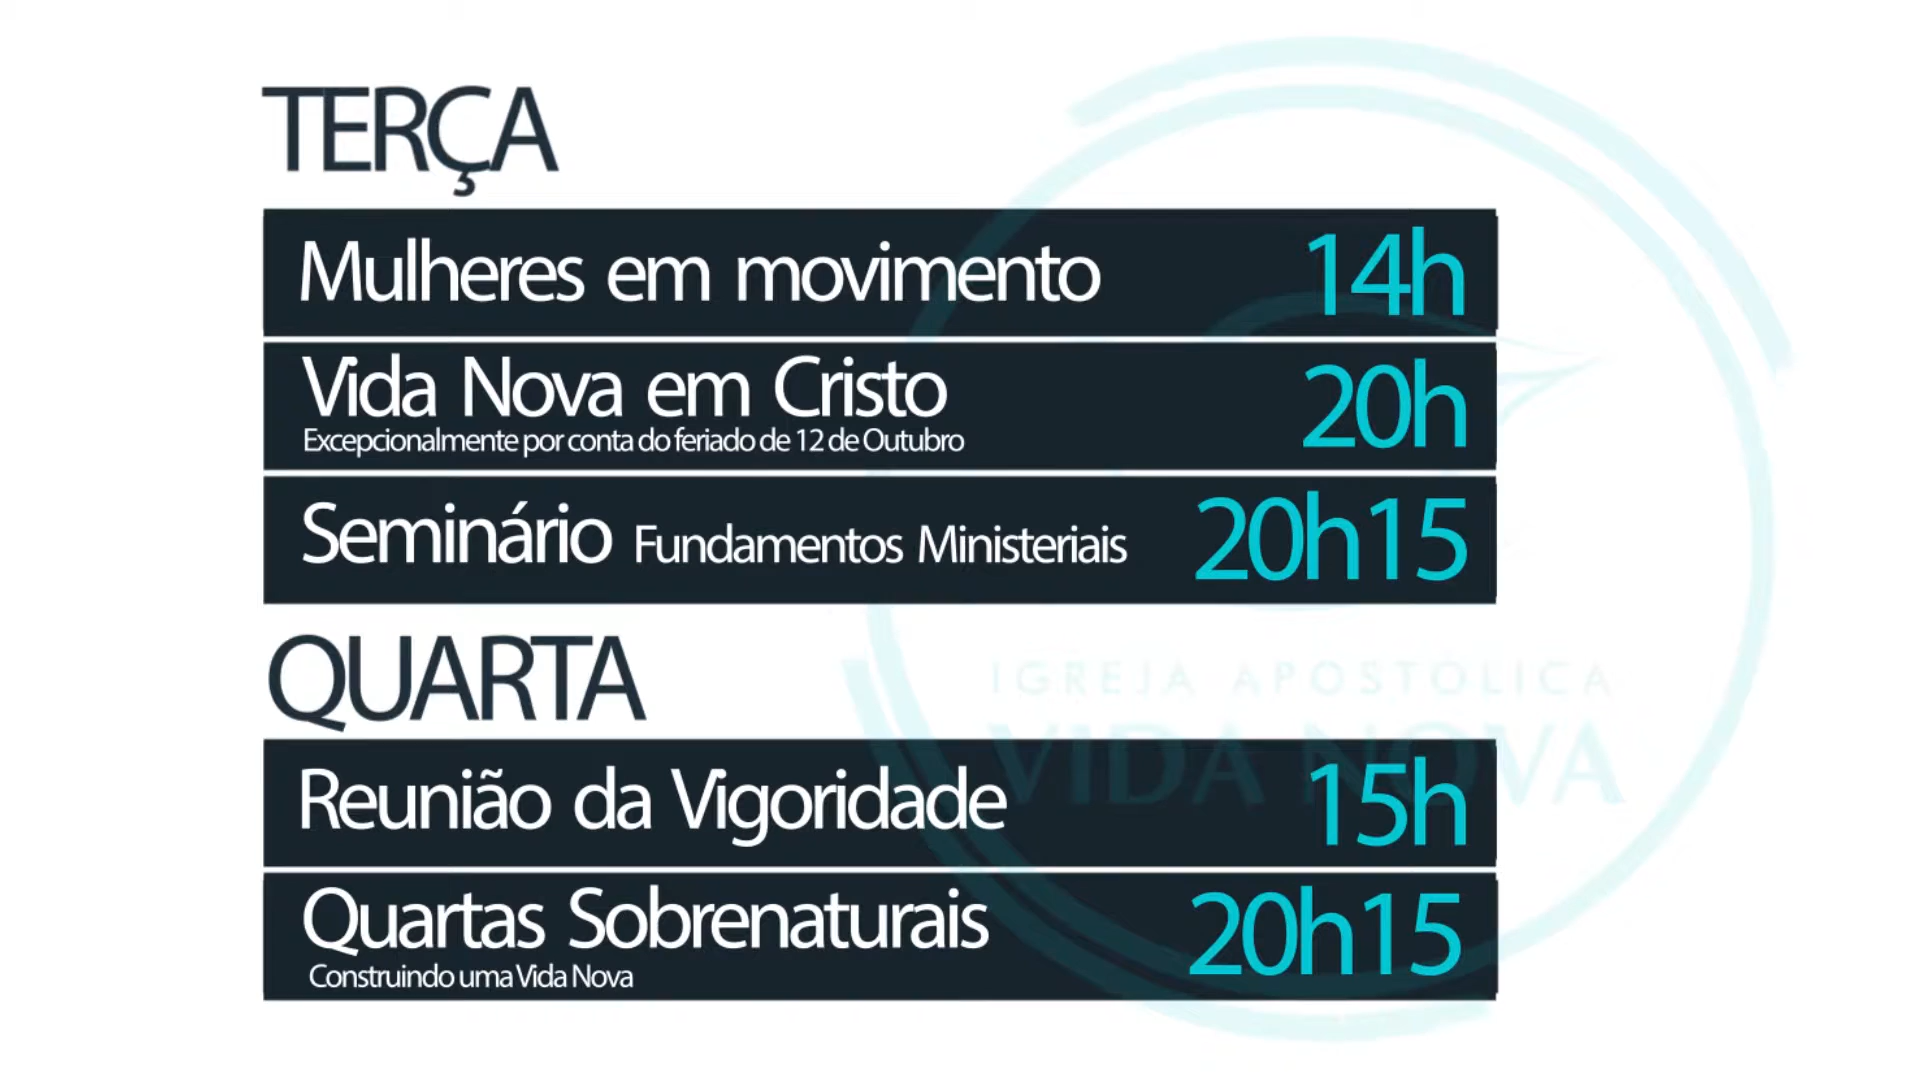 TERÇA
Mulheres em movimento 14h
Vida Nova em Cristo 20h
Excepcionalmente por conta do feriado de 12 de Outubro
Seminário Fundamentos Ministeriais 20h15
QUARTA
IGREJA APOSTOLICA
VIDA NOVA
Reunião da Vigoridade 15h
Quartas Sobrenaturais 20h15
Construindo uma Vida Nova